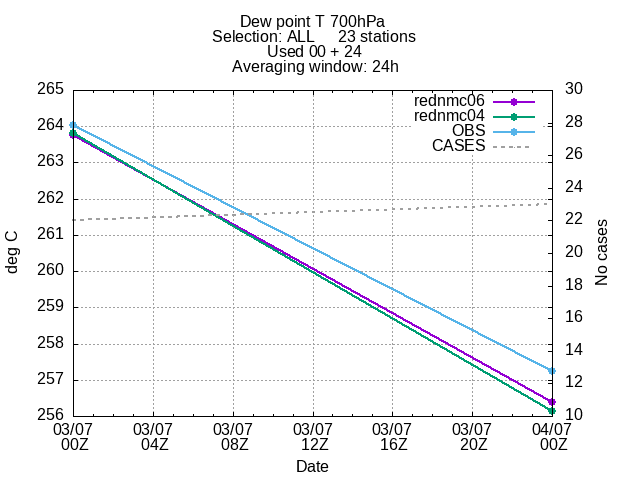 Dew point T 700hPa
Selection: ALL     23 stations
Used 00 + 24
Averaging window: 24h
265
264
263
262
261
260
259
258
257
256
deg C
30
28
26
24
22
20
18
16
14
12
10
No cases
rednmc06
rednmc04
OBS
CASES
03/07 03/07 03/07 03/07 03/07 03/07 04/07
00Z 04Z 08Z 12Z 16Z 20Z 00Z
Date